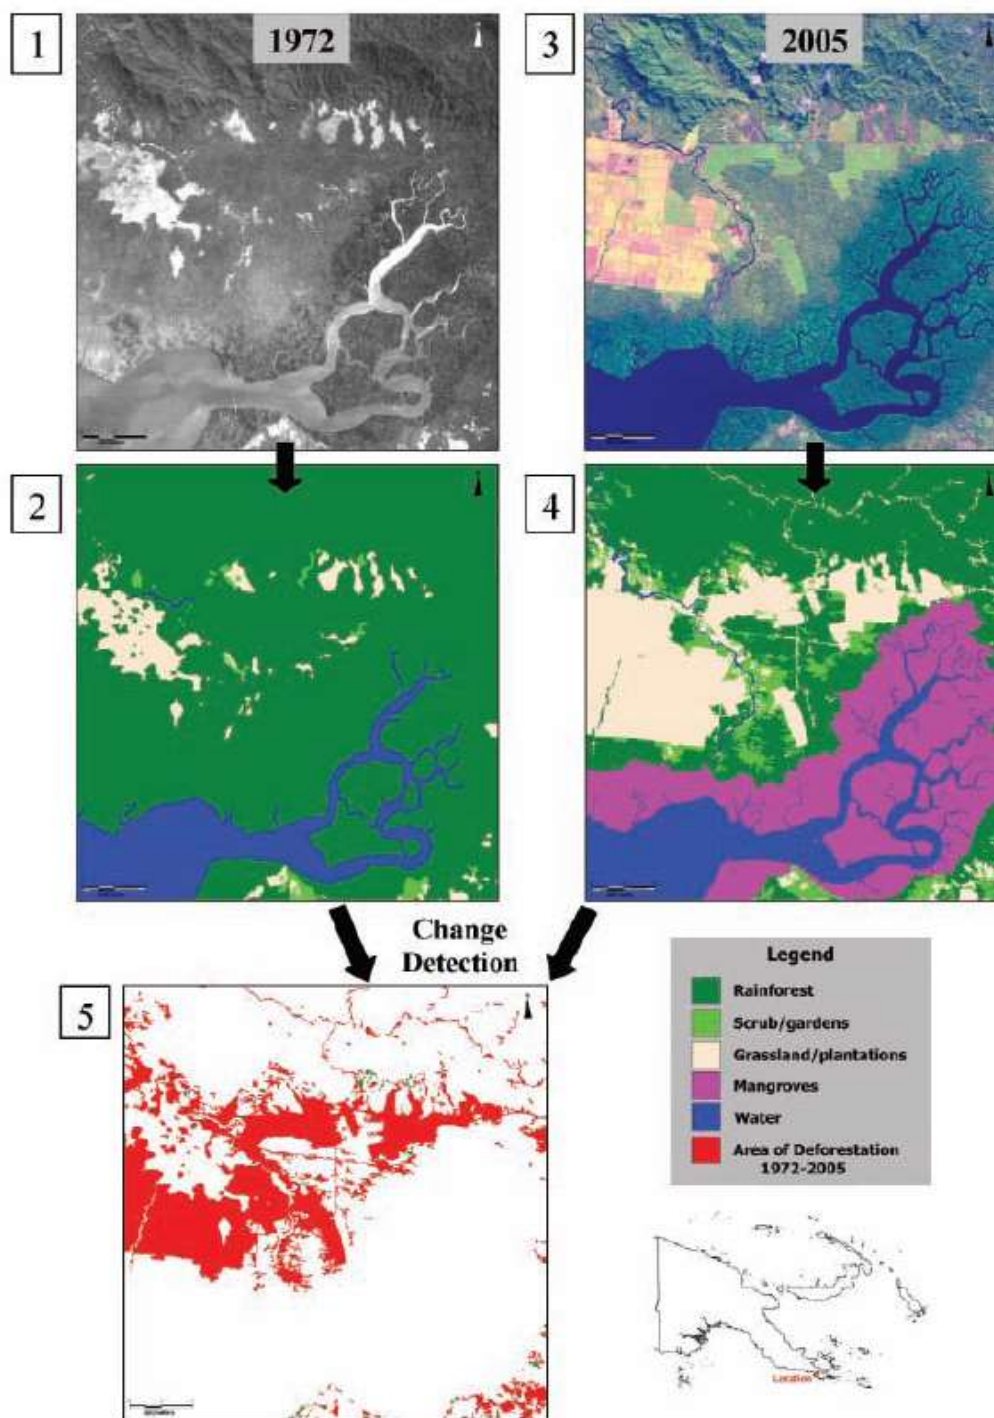 1
1972
3
2005
2
4
Change
Detection
5
Legend
Rainforest
Scrub/gardens
Grassland/plantations
Mangroves
Water
Area of Deforestation
1972-2005
Location